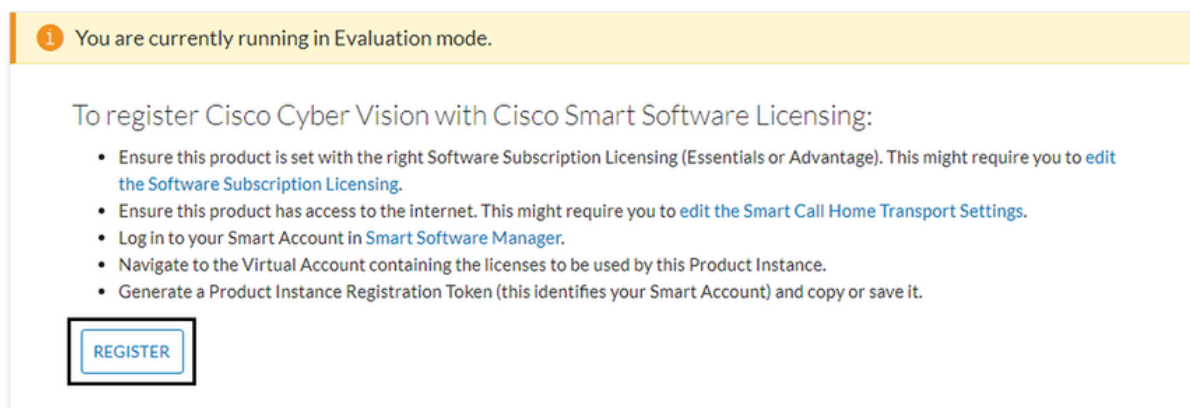 You are currently running in Evaluation mode.
To register Cisco Cyber Vision with Cisco Smart Software Licensing:
• Ensure this product is set with the right Software Subscription Licensing (Essentials or Advantage). This might require you to edit
the Software Subscription Licensing.
• Ensure this product has access to the internet. This might require you to edit the Smart Call Home Transport Settings.
• Log in to your Smart Account in Smart Software Manager.
• Navigate to the Virtual Account containing the licenses to be used by this Product Instance.
• Generate a Product Instance Registration Token (this identifies your Smart Account) and copy or save it.
REGISTER